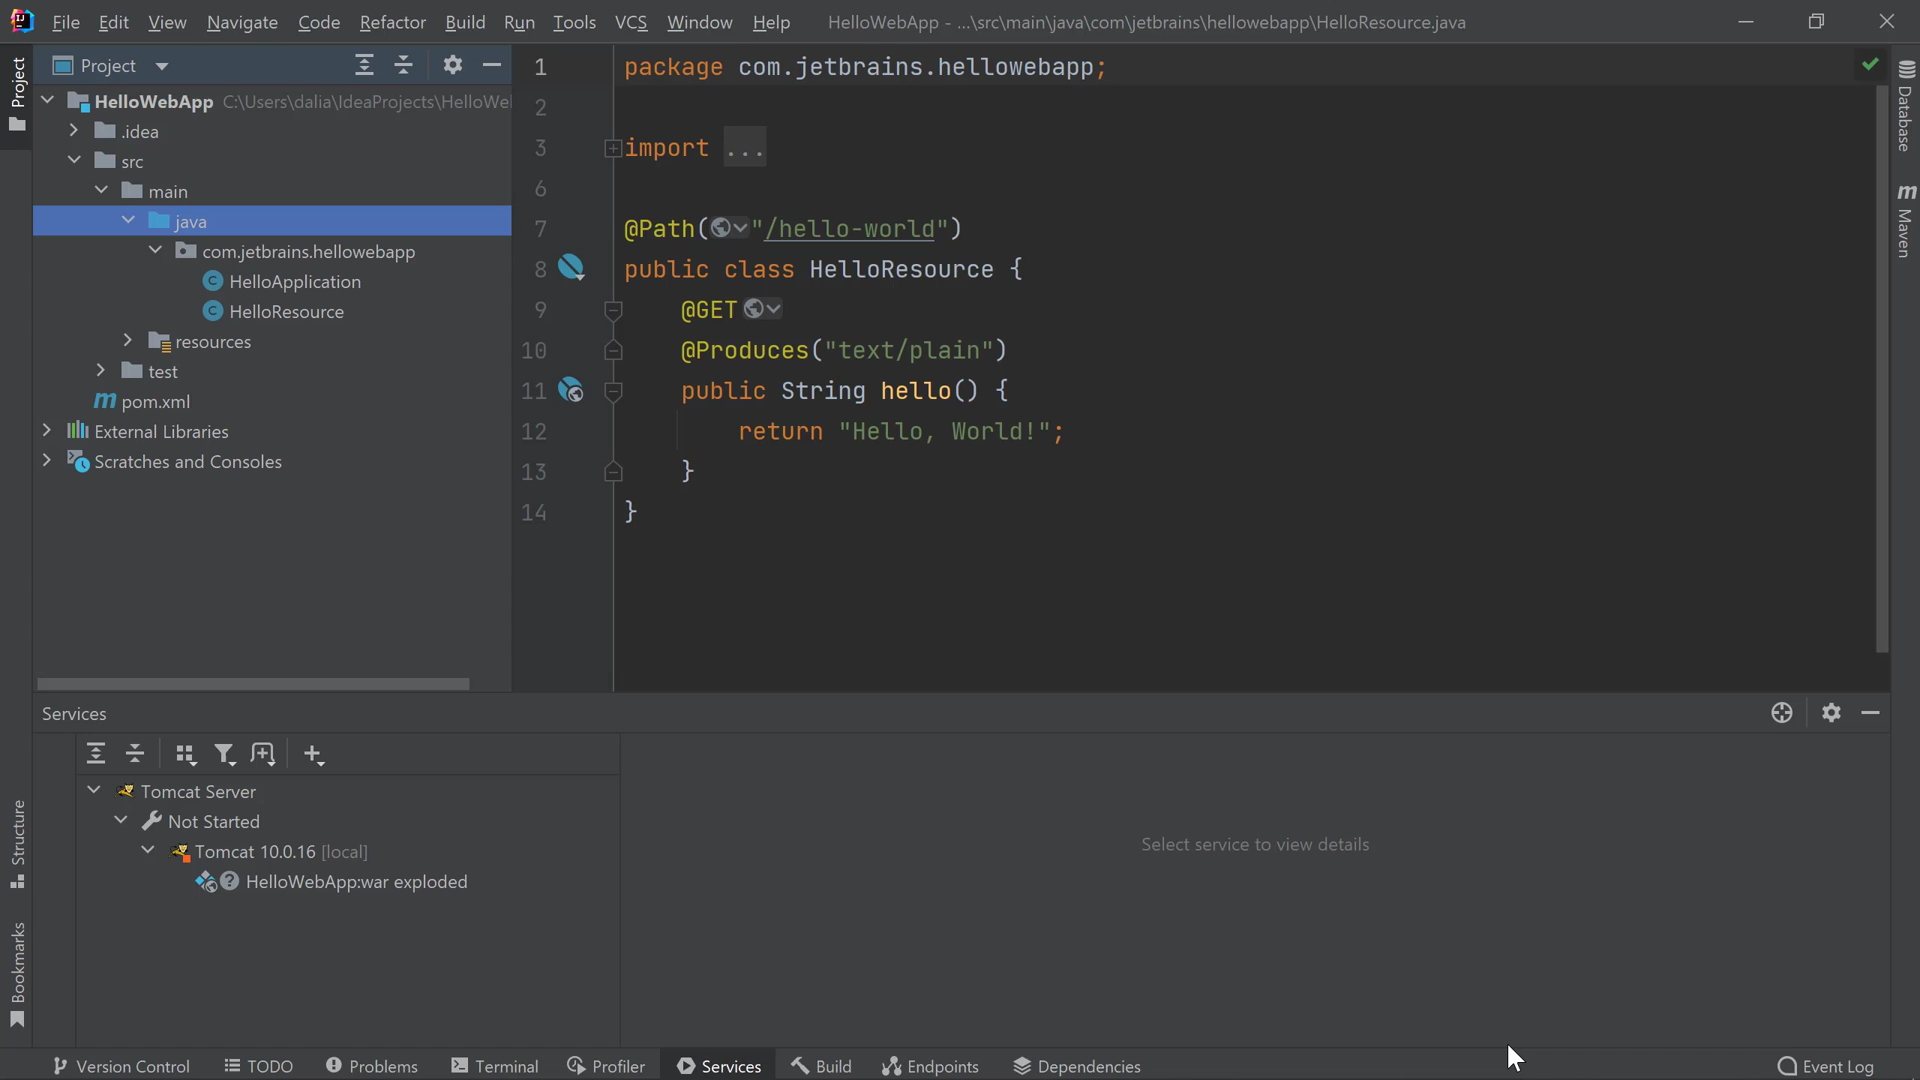 File Edit View Navigate Code Refactor Build Run Tools VCS Window Help HelloWebApp - ...\src\main\java\com\jetbrains\hellowebapp\HelloResource.java
Project
Project
HelloWebApp C:\Users\dalia\IdeaProjects\HelloWe
.idea
src
main
java
com.jetbrains.hellowebapp
HelloApplication
HelloResource
resources
test
m pom.xml
External Libraries
Scratches and Consoles
1 package com.jetbrains.hellowebapp;
2
3 import ...
6
7 @Path("/hello-world")
8 public class HelloResource {
9 @GET
10 @Produces("text/plain")
11 public String hello() {
12 return "Hello, World!";
13 }
14 }
Database
m Maven
Services
Tomcat Server
Not Started
Tomcat 10.0.16 [local]
HelloWebApp:war exploded
Select service to view details
Structure
Bookmarks
Version Control TODO Problems Terminal Profiler Services Build Endpoints Dependencies Event Log